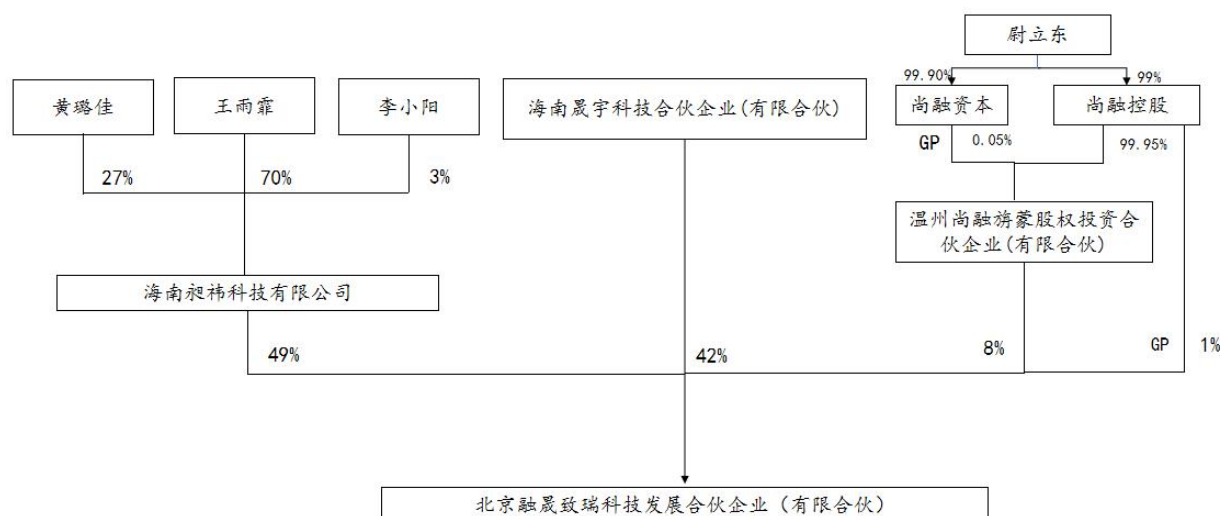 尉立东
99.90%
99%
黄璐佳
王雨霏
李小阳
海南晟宇科技合伙企业(有限合伙)
尚融资本
尚融控股
GP
0.05%
99.95%
27%
70%
3%
温州尚融旃蒙股权投资合
伙企业(有限合伙)
海南昶祎科技有限公司
49%
42%
8%
GP
1%
北京融晟致瑞科技发展合伙企业（有限合伙）